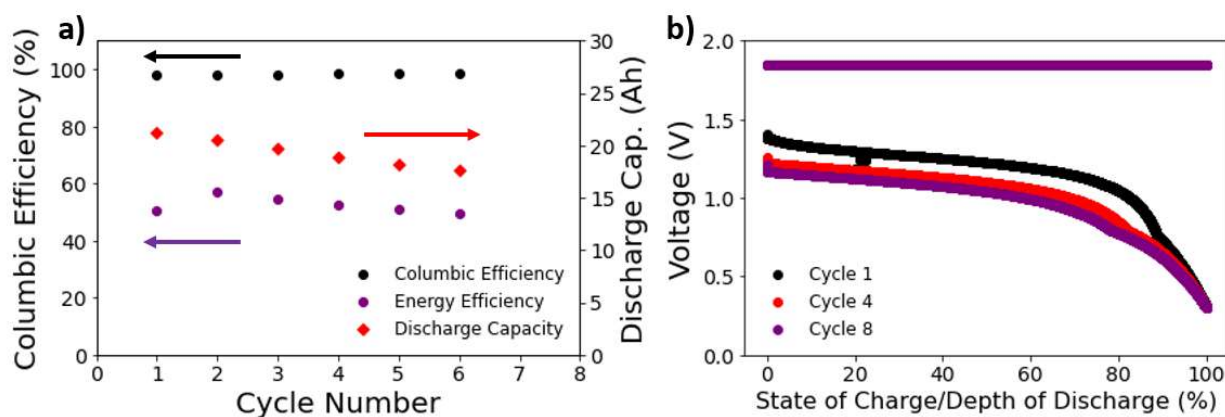 a)
Columbic Efficiency (%)
100
80
60
40
20
0
0 1 2 3 4 5 6 7 8
Cycle Number
30
25
20
15
10
5
0
Discharge Cap. (Ah)
Columbic Efficiency
Energy Efficiency
Discharge Capacity
b)
Voltage (V)
2.0
1.5
1.0
0.5
0.0
0 20 40 60 80 100
State of Charge/Depth of Discharge (%)
Cycle 1
Cycle 4
Cycle 8